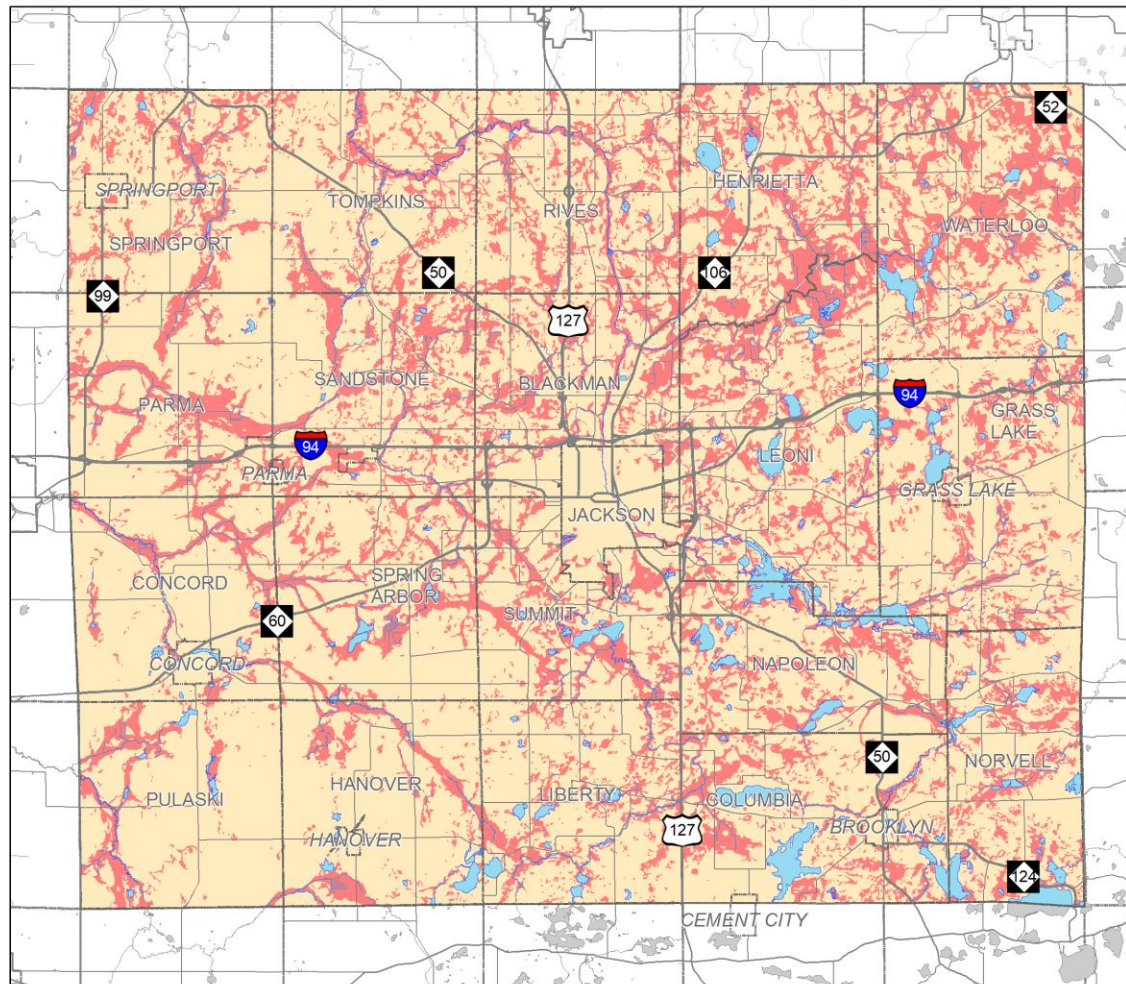 52
HENRIETTA
SPRINGPORT
TOMPKINS
RIVES
WATERLOO
SPRINGPORT
50
106
99
127
SANDSTONE
BLACKMAN
94
PARMA
GRASS
LAKE
94
LEONI
PARMA
GRASS LAKE
JACKSON
CONCORD
SPRING
ARBOR
SUMMIT
60
CONCORD
NAPOLEON
50
NORVELL
HANOVER
PULASKI
LIBERTY
COLUMBIA
127
BROOKLYN
HANOVER
124
CEMENT CITY